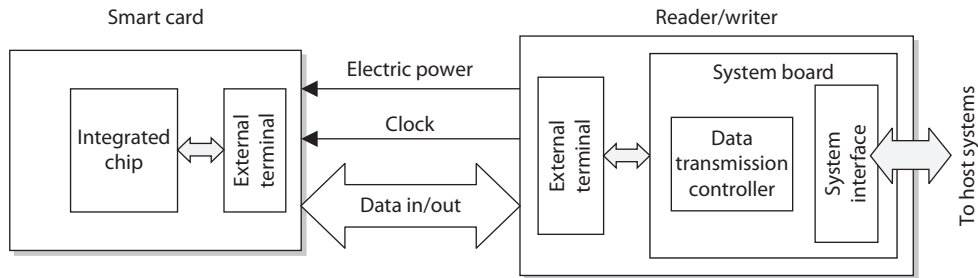 Smart card
Reader/writer
Electric power
Clock
Data in/out
Integrated
chip
External
terminal
External
terminal
System board
Data
transmission
controller
System
interface
To host systems